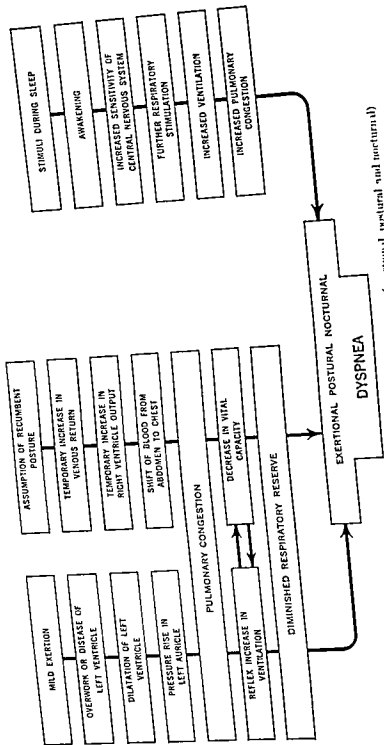 MILD EXERTION
OVERWORK OR DISEASE OF
LEFT VENTRICLE
DILATATION OF LEFT
VENTRICLE
PRESSURE RISE IN
LEFT AURICLE
ASSUMPTION OF RECUMBENT
POSTURE
TEMPORARY INCREASE IN
VENOUS RETURN
TEMPORARY INCREASE IN
RIGHT VENTRICLE OUTPUT
SHIFT OF BLOOD FROM
ABDOMEN TO CHEST
PULMONARY CONGESTION
REFLEX INCREASE IN
VENTILATION
DECREASE IN VITAL
CAPACITY
DIMINISHED RESPIRATORY RESERVE
STIMULI DURING SLEEP
AWAKENING
INCREASED SENSITIVITY OF
CENTRAL NERVOUS SYSTEM
FURTHER RESPIRATORY
STIMULATION
INCREASED VENTILATION
INCREASED PULMONARY
CONGESTION
EXERTIONAL POSTURAL NOCTURNAL
DYSPNEA
postural and nocturnal)